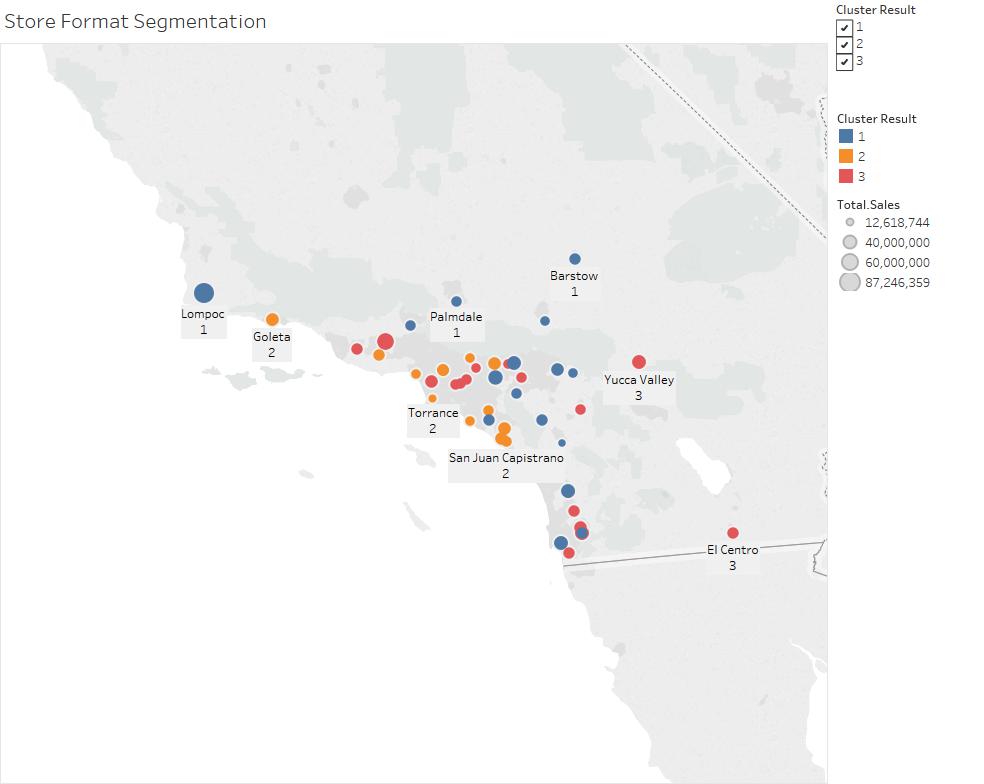 Store Format Segmentation
Cluster Result
1
2
3
Cluster Result
1
2
3
Total.Sales
12,618,744
40,000,000
60,000,000
87,246,359
Barstow
1
Lompoc
1
Palmdale
1
Goleta
2
Yucca Valley
3
Torrance
2
San Juan Capistrano
2
El Centro
3